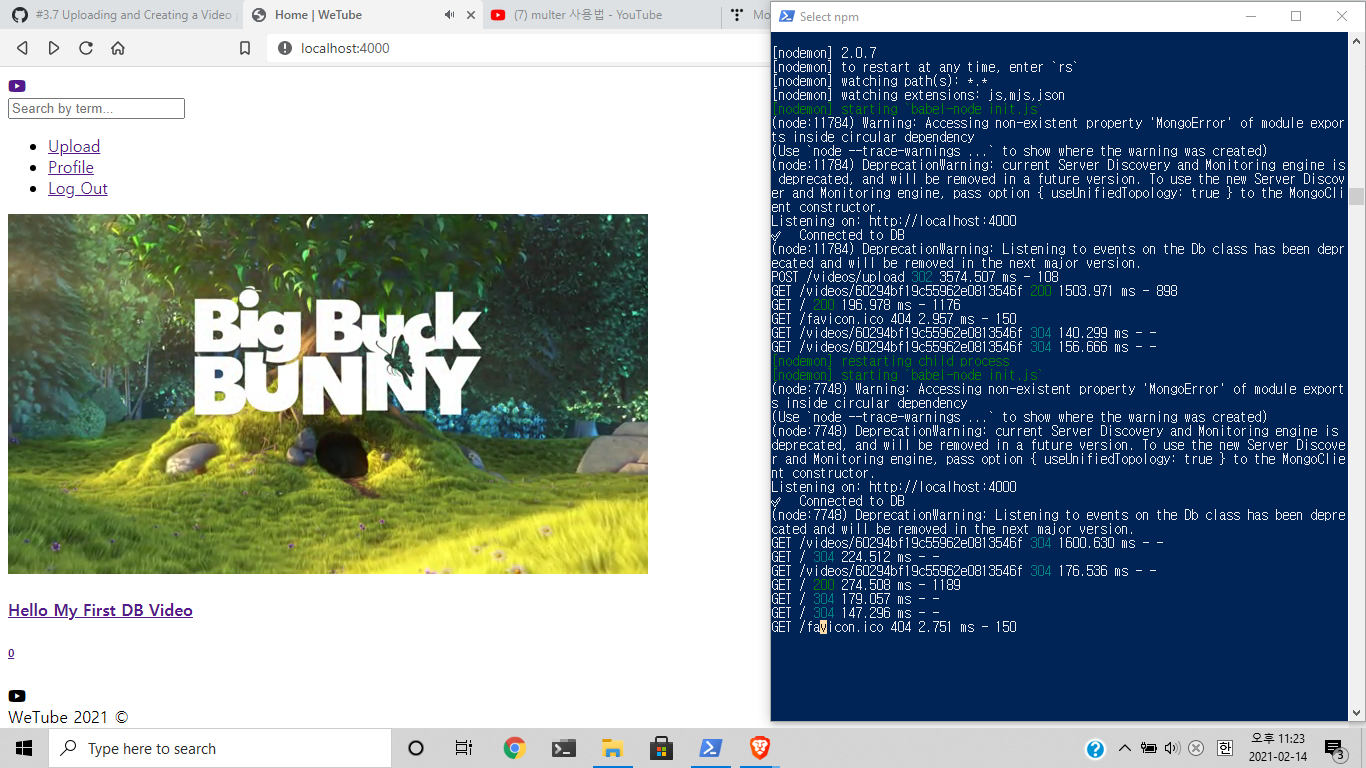 #3.7 Uploading and Creating a Video
Home | WeTube
(7) multer 사용법 - YouTube
Mo
localhost:4000
Search by term...
Upload
Profile
Log Out
Big Buck
BUNNY
Hello My First DB Video
0
WeTube 2021 ©
Select npm
[nodemon] 2.0.7
[nodemon] to restart at any time, enter `rs`
[nodemon] watching path(s): *.*
[nodemon] watching extensions: js,mjs,json
[nodemon] starting `babel-node init.js`
(node:11784) Warning: Accessing non-existent property 'MongoError' of module expor
ts inside circular dependency
(Use `node --trace-warnings ...` to show where the warning was created)
(node:11784) DeprecationWarning: current Server Discovery and Monitoring engine is
deprecated, and will be removed in a future version. To use the new Server Discov
er and Monitoring engine, pass option { useUnifiedTopology: true } to the MongoCli
ent constructor.
Listening on: http://localhost:4000
✓ Connected to DB
(node:11784) DeprecationWarning: Listening to events on the Db class has been depr
ecated and will be removed in the next major version.
POST /videos/upload 302 3574.507 ms - 108
GET /videos/60294bf19c55962e0813546f 200 1503.971 ms - 898
GET / 200 196.978 ms - 1176
GET /favicon.ico 404 2.957 ms - 150
GET /videos/60294bf19c55962e0813546f 304 140.299 ms - -
GET /videos/60294bf19c55962e0813546f 304 156.666 ms - -
[nodemon] restarting child process
[nodemon] starting `babel-node init.js`
(node:7748) Warning: Accessing non-existent property 'MongoError' of module export
s inside circular dependency
(Use `node --trace-warnings ...` to show where the warning was created)
(node:7748) DeprecationWarning: current Server Discovery and Monitoring engine is
deprecated, and will be removed in a future version. To use the new Server Discove
r and Monitoring engine, pass option { useUnifiedTopology: true } to the MongoClie
nt constructor.
Listening on: http://localhost:4000
✓ Connected to DB
(node:7748) DeprecationWarning: Listening to events on the Db class has been depre
cated and will be removed in the next major version.
GET /videos/60294bf19c55962e0813546f 304 1600.630 ms - -
GET / 304 224.512 ms - -
GET /videos/60294bf19c55962e0813546f 304 176.536 ms - -
GET / 200 274.508 ms - 1189
GET / 304 179.057 ms - -
GET / 304 147.296 ms - -
GET /favicon.ico 404 2.751 ms - 150
Type here to search
한
오후 11:23
2021-02-14
3